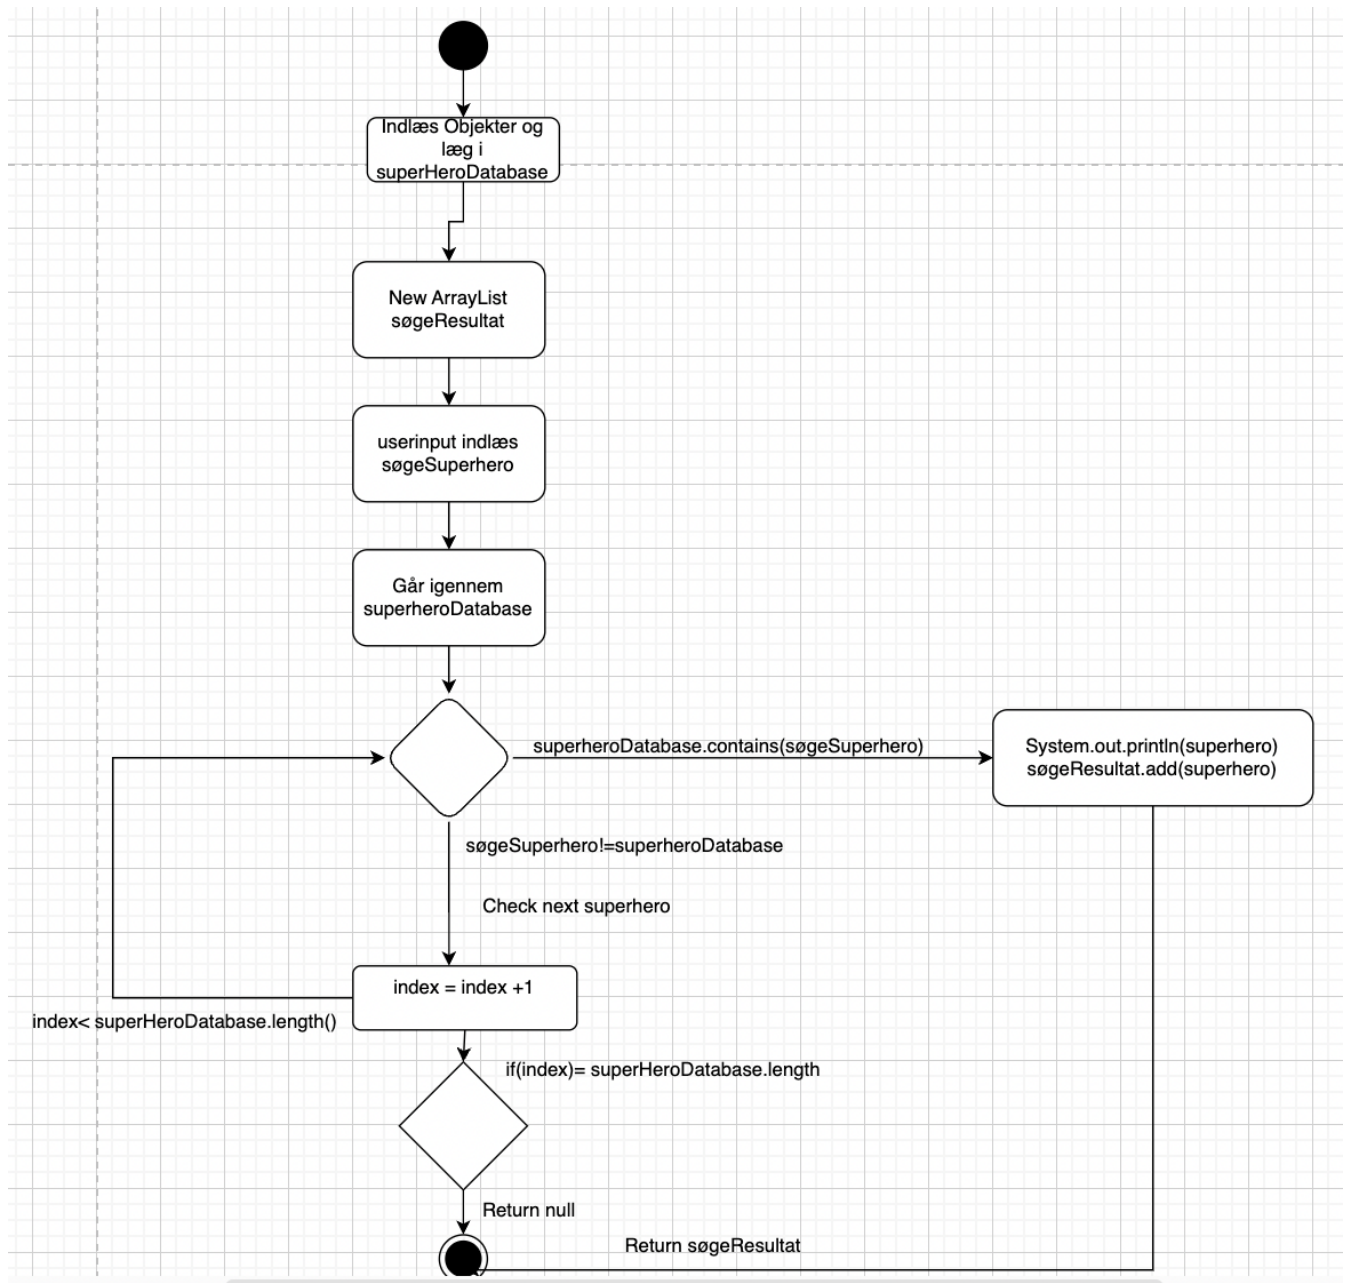 Indlæs Objekter og
læg i
superHeroDatabase
New ArrayList
søgeResultat
userinput indlæs
søgeSuperhero
Går igennem
superheroDatabase
superheroDatabase.contains(søgeSuperhero)
System.out.println(superhero)
søgeResultat.add(superhero)
søgeSuperhero!=superheroDatabase
Check next superhero
index = index +1
index< superHeroDatabase.length()
if(index)= superHeroDatabase.length
Return null
Return søgeResultat